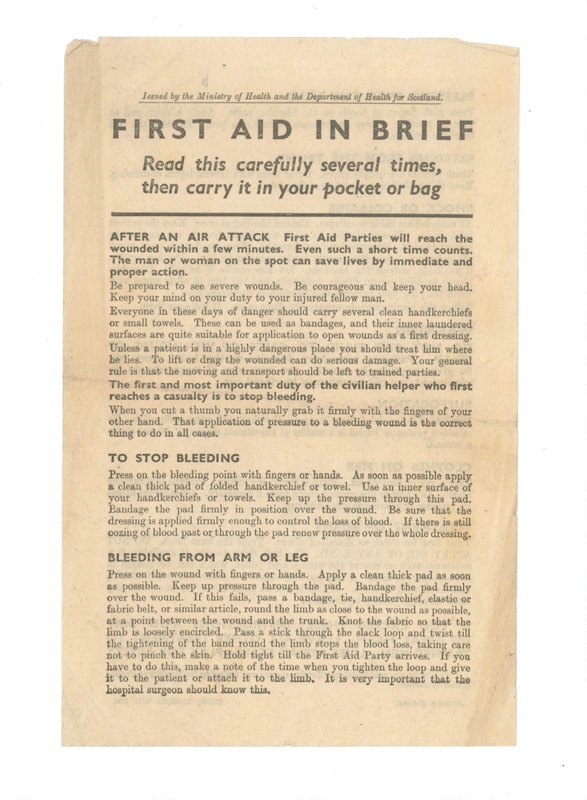 Issued by the Ministry of Health and the Department of Health for Scotland.
FIRST AID IN BRIEF
Read this carefully several times,
then carry it in your pocket or bag
AFTER AN AIR ATTACK First Aid Parties will reach the
wounded within a few minutes. Even such a short time counts.
The man or woman on the spot can save lives by immediate and
proper action.
Be prepared to see severe wounds. Be courageous and keep your head.
Keep your mind on your duty to your injured fellow man.
Everyone in these days of danger should carry several clean handkerchiefs
or small towels. These can be used as bandages, and their inner laundered
surfaces are quite suitable for application to open wounds as a first dressing.
Unless a patient is in a highly dangerous place you should treat him where
he lies. To lift or drag the wounded can do serious damage. Your general
rule is that the moving and transport should be left to trained parties.
The first and most important duty of the civilian helper who first
reaches a casualty is to stop bleeding.
When you cut a thumb you naturally grab it firmly with the fingers of your
other hand. That application of pressure to a bleeding wound is the correct
thing to do in all cases.
TO STOP BLEEDING
Press on the bleeding point with fingers or hands. As soon as possible apply
a clean thick pad of folded handkerchief or towel. Use an inner surface of
your handkerchiefs or towels. Keep up the pressure through this pad.
Bandage the pad firmly in position over the wound. Be sure that the
dressing is applied firmly enough to control the loss of blood. If there is still
oozing of blood past or through the pad renew pressure over the whole dressing.
BLEEDING FROM ARM OR LEG
Press on the wound with fingers or hands. Apply a clean thick pad as soon
as possible. Keep up pressure through the pad. Bandage the pad firmly
over the wound. If this fails, pass a bandage, tie, handkerchief, elastic or
fabric belt, or similar article, round the limb as close to the wound as possible,
at a point between the wound and the trunk. Knot the fabric so that the
limb is loosely encircled. Pass a stick through the slack loop and twist till
the tightening of the band round the limb stops the blood loss, taking care
not to pinch the skin. Hold tight till the First Aid Party arrives. If you
have to do this, make a note of the time when you tighten the loop and give
it to the patient or attach it to the limb. It is very important that the
hospital surgeon should know this.